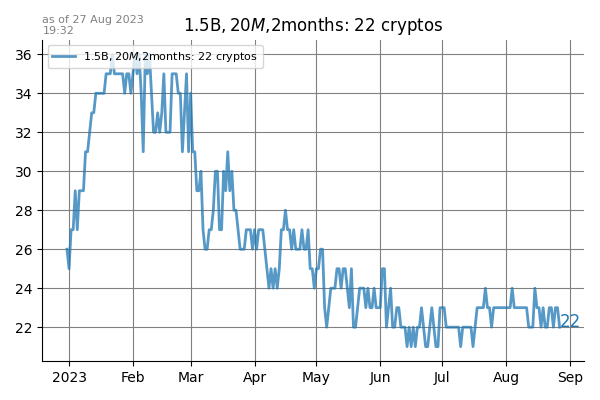 as of 27 Aug 2023
19:32
1.5B, 20M,2months: 22 cryptos
1.5B, 20M,2months: 22 cryptos
36
34
32
30
28
26
24
22
22
2023 Feb Mar Apr May Jun Jul Aug Sep